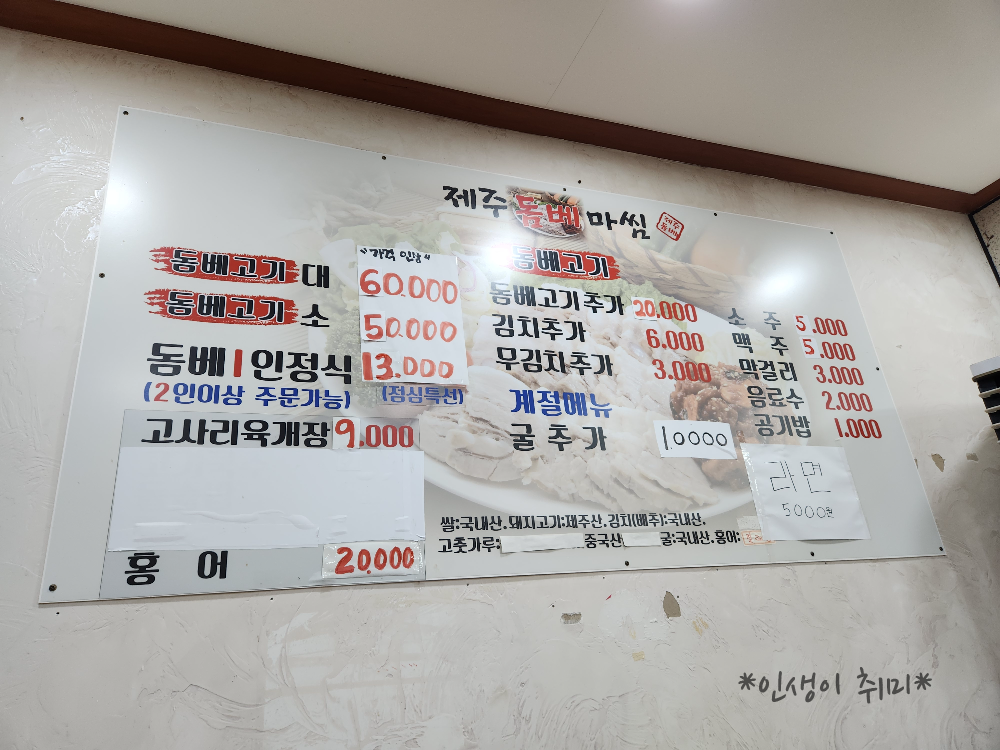 제주 돔베 마씸
제주돔베
돔베고기 대 "가격 인상" 60.000
돔베고기 소 50.000
돔베 1 인정식 13.000
(2인이상 주문가능) (점심특선)
고사리육개장 9.000
홍 어 20.000
돔베고기
돔베고기추가 20.000
김치추가 6.000
무김치추가 3.000
계절메뉴
굴 추 가 10000
소 주 5.000
맥 주 5.000
막걸리 3.000
음료수 2.000
공기밥 1.000
라면
5000원
쌀:국내산.돼지고기:제주산.김치(배추):국내산.
고춧가루: 중국산 굴:국내산.홍어:
*인생이 취미*